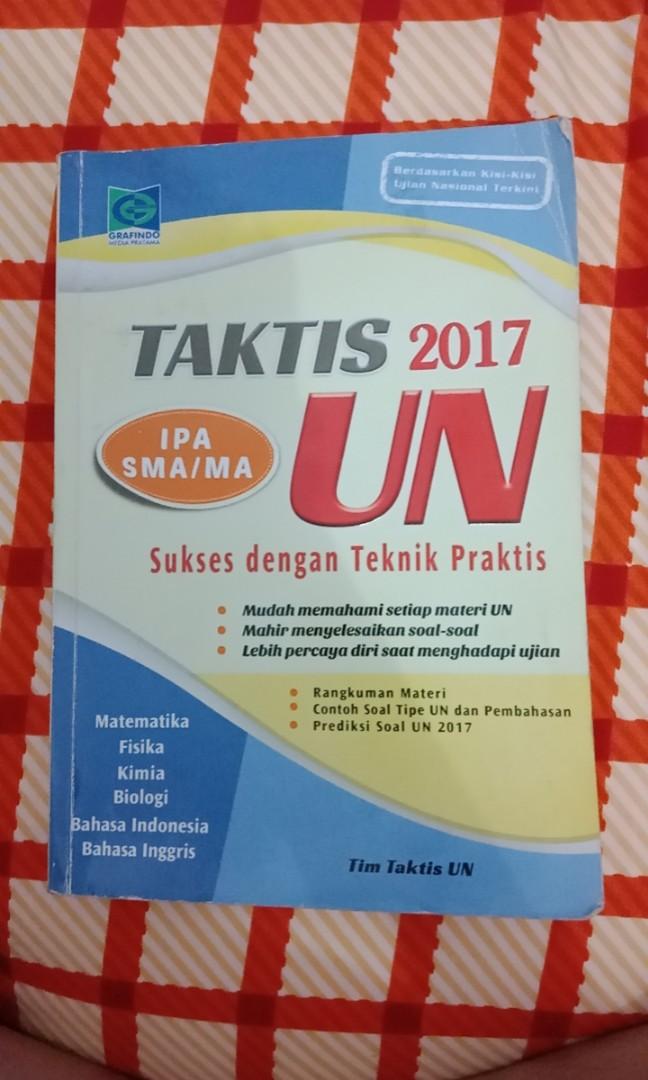 Berdasarkan Kisi-Kisi
Ujian Nasional Terkini
GRAFINDO
MEDIA PRATAMA
TAKTIS 2017
UN
IPA
SMA/MA
Sukses dengan Teknik Praktis
Mudah memahami setiap materi UN
Mahir menyelesaikan soal-soal
Lebih percaya diri saat menghadapi ujian
Rangkuman Materi
Contoh Soal Tipe UN dan Pembahasan
Prediksi Soal UN 2017
Matematika
Fisika
Kimia
Biologi
Bahasa Indonesia
Bahasa Inggris
Tim Taktis UN